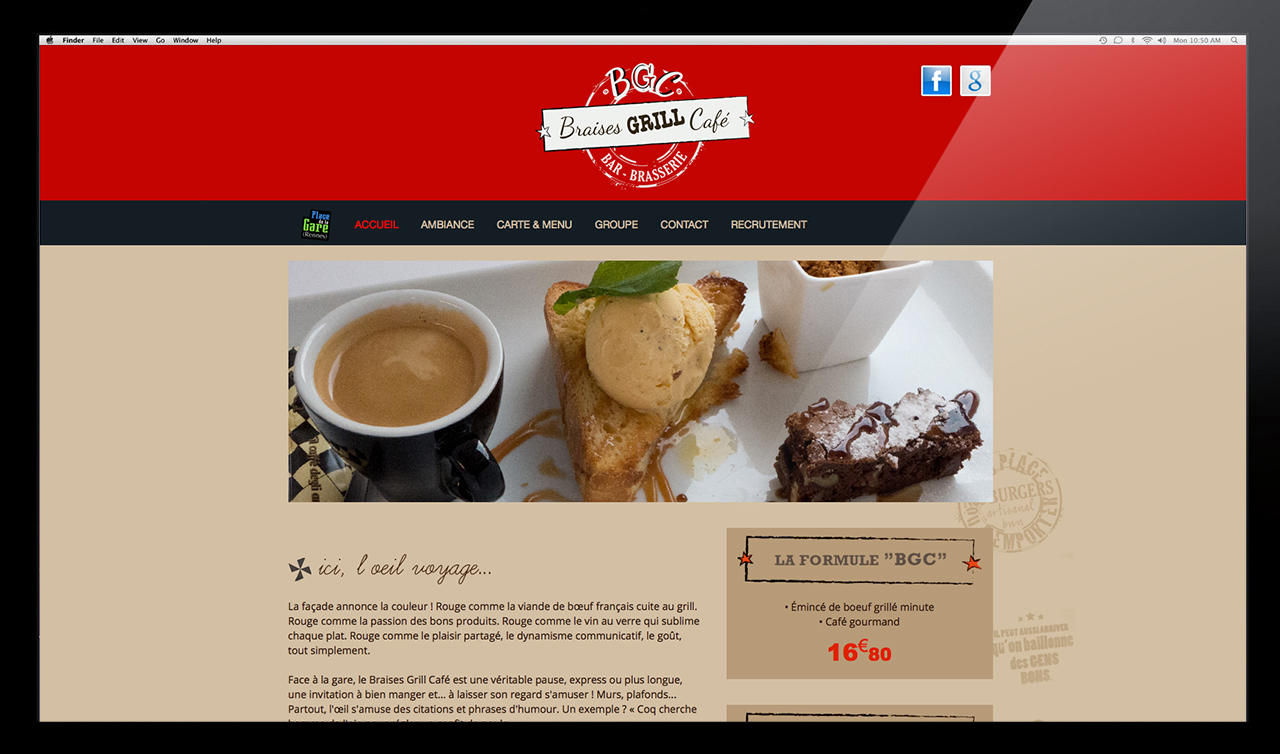 Finder File Edit View Go Window Help
Mon 10:50 AM
BGC
Braises GRILL Café
BAR - BRASSERIE
f
g
Place
de la
Gare
(Rennes)
ACCUEIL AMBIANCE CARTE & MENU GROUPE CONTACT RECRUTEMENT
PLACE
BURGERS
artisanal
bun
EMPORTER
ici, l'oeil voyage...
La façade annonce la couleur ! Rouge comme la viande de bœuf français cuite au grill.
Rouge comme la passion des bons produits. Rouge comme le vin au verre qui sublime
chaque plat. Rouge comme le plaisir partagé, le dynamisme communicatif, le goût,
tout simplement.
Face à la gare, le Braises Grill Café est une véritable pause, express ou plus longue,
une invitation à bien manger et... à laisser son regard s'amuser ! Murs, plafonds...
Partout, l'œil s'amuse des citations et phrases d'humour. Un exemple ? « Coq cherche
LA FORMULE "BGC"
• Émincé de boeuf grillé minute
• Café gourmand
16€80
IL PEUT AUSSI ARRIVER
qu'on baillonne
des GENS
BONS